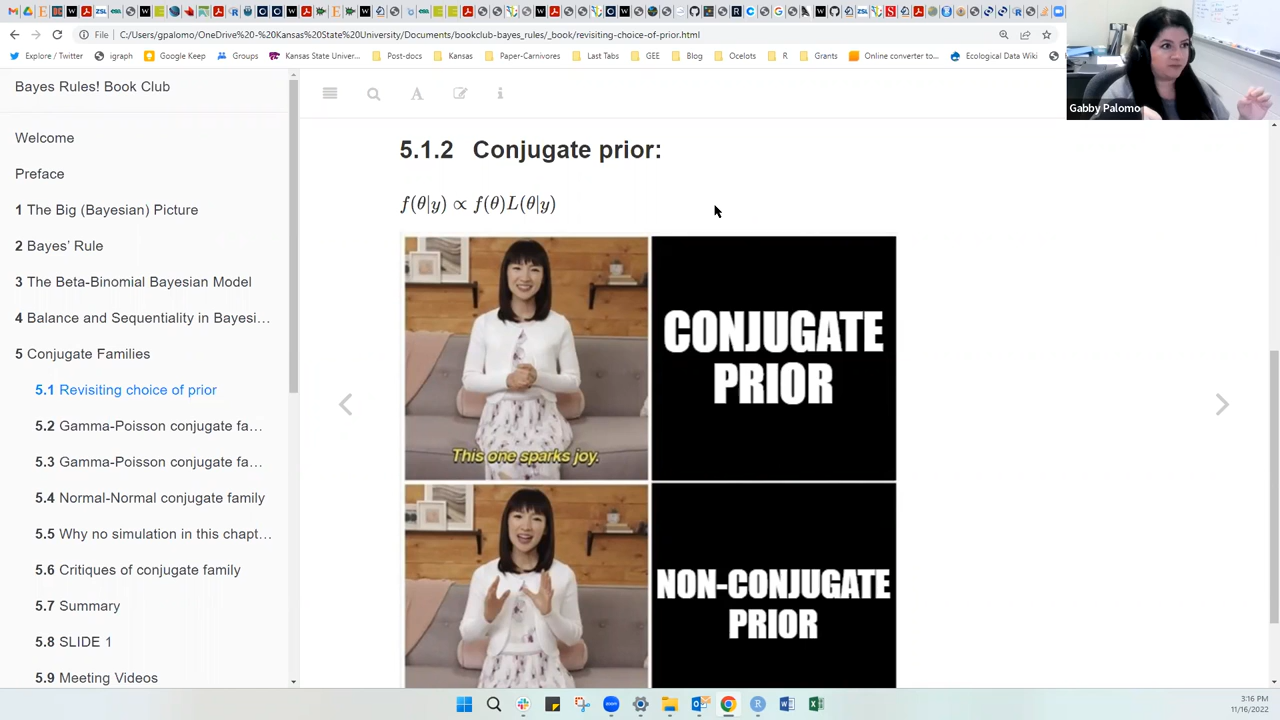 ZSL
File
C:/Users/gpalomo/OneDrive%20-%20Kansas%20State%20University/Documents/bookclub-bayes_rules/_book/revisiting-choice-of-prior.html
Explore / Twitter
igraph
Google Keep
Groups
Kansas State Univer...
Post-docs
Kansas
Paper-Carnivores
Last Tabs
GEE
Blog
Ocelots
R
Grants
Online converter to...
Ecological Data Wiki
Gabby Palomo
Bayes Rules! Book Club
Welcome
Preface
1 The Big (Bayesian) Picture
2 Bayes' Rule
3 The Beta-Binomial Bayesian Model
4 Balance and Sequentiality in Bayesi...
5 Conjugate Families
5.1 Revisiting choice of prior
5.2 Gamma-Poisson conjugate fa...
5.3 Gamma-Poisson conjugate fa...
5.4 Normal-Normal conjugate family
5.5 Why no simulation in this chapt...
5.6 Critiques of conjugate family
5.7 Summary
5.8 SLIDE 1
5.9 Meeting Videos
5.1.2 Conjugate prior:
f(θ|y) ∝ f(θ)L(θ|y)
This one sparks joy.
CONJUGATE
PRIOR
NON-CONJUGATE
PRIOR
3:16 PM
11/16/2022